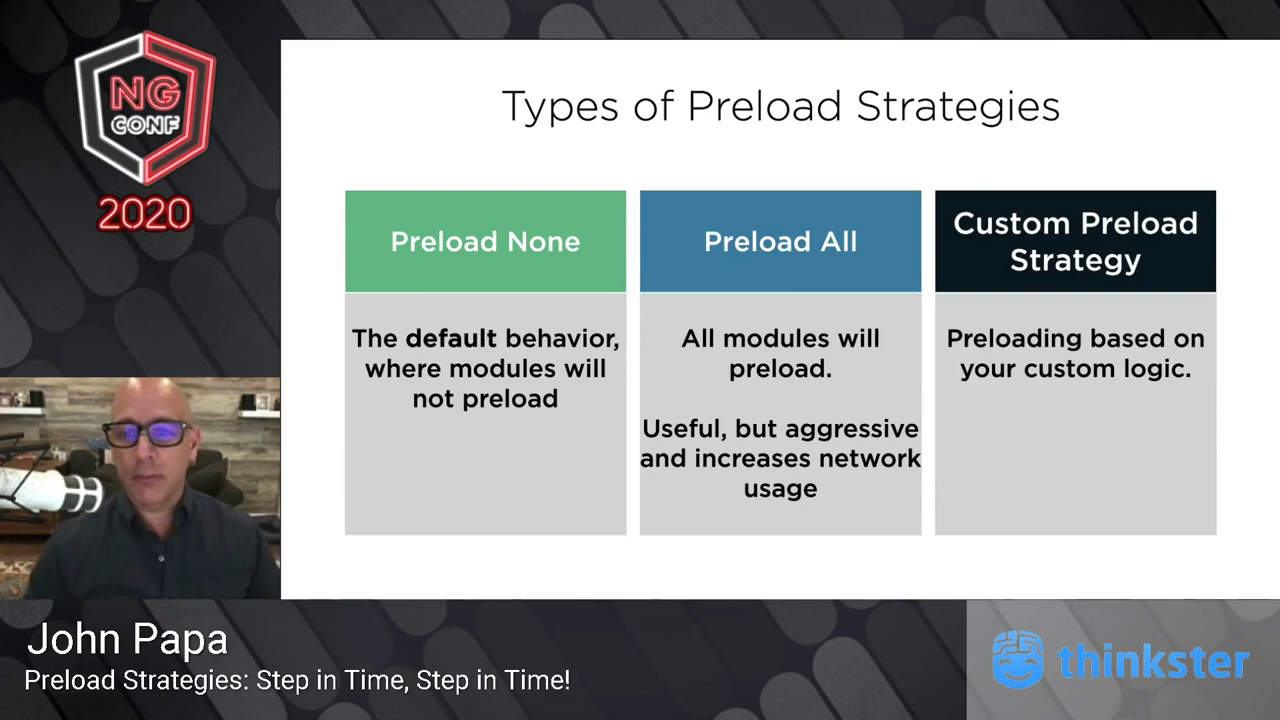 NG
CONF
2020
Types of Preload Strategies
Preload None
The default behavior,
where modules will
not preload
Preload All
All modules will
preload.
Useful, but aggressive
and increases network
usage
Custom Preload
Strategy
Preloading based on
your custom logic.
John Papa
Preload Strategies: Step in Time, Step in Time!
thinkster